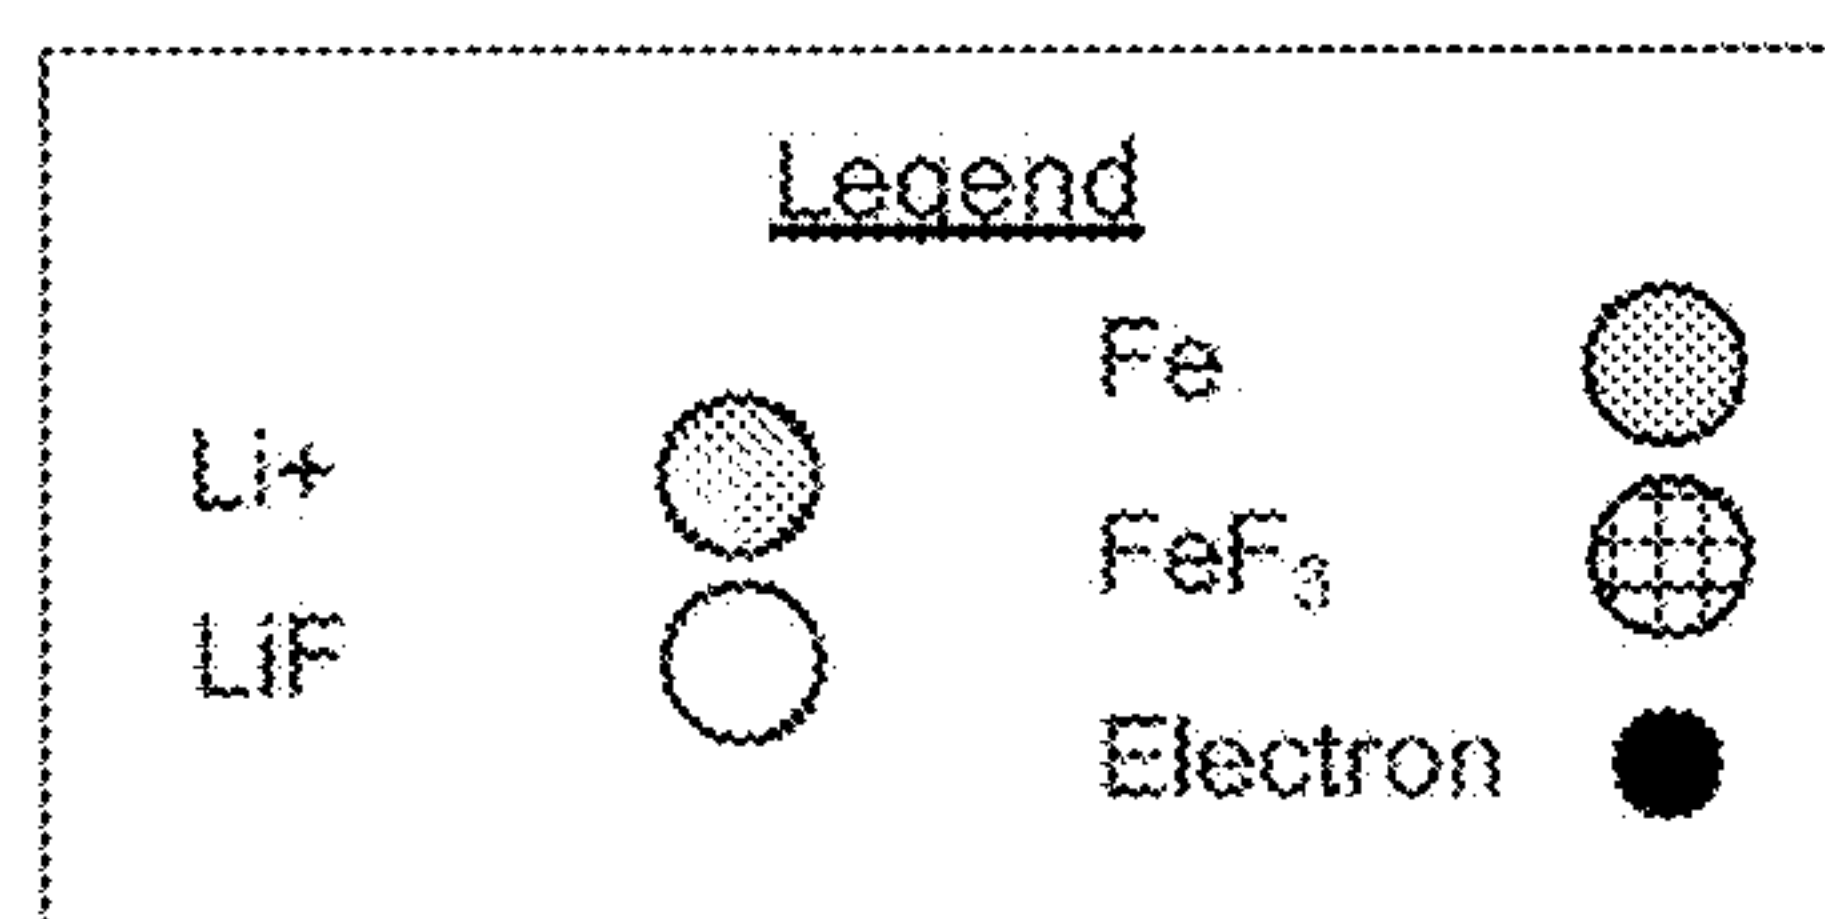 Legend
Fe
Li+
FeF₃
LiF
Electron